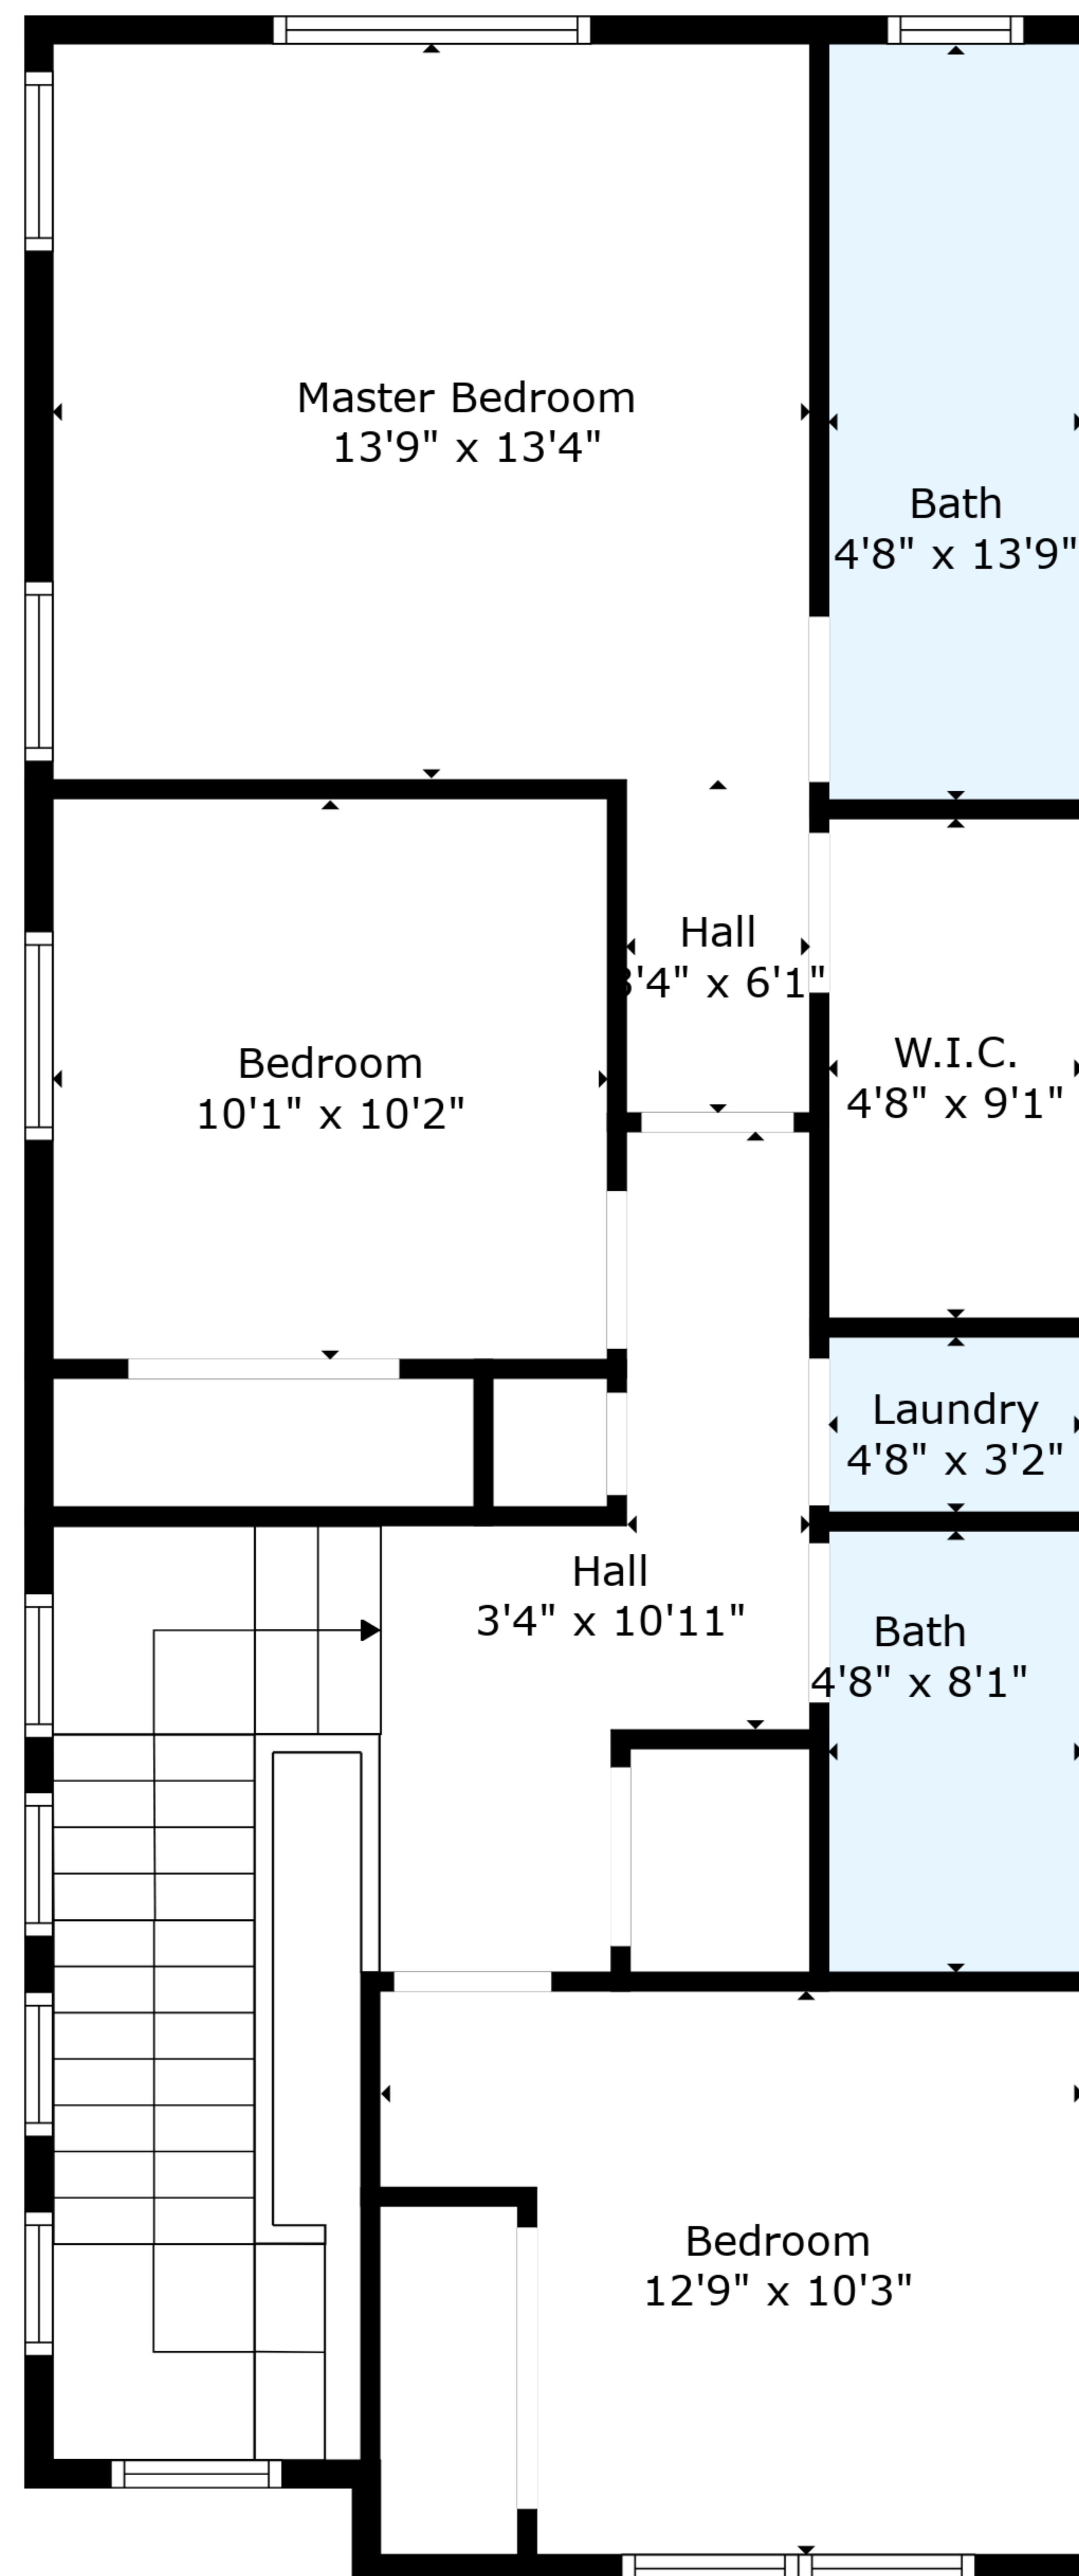 Master Bedroom
13'9" x 13'4"
Bath
4'8" x 13'9"
Hall
3'4" x 6'1"
W.I.C.
4'8" x 9'1"
Bedroom
10'1" x 10'2"
Laundry
4'8" x 3'2"
Hall
3'4" x 10'11"
Bath
4'8" x 8'1"
Bedroom
12'9" x 10'3"